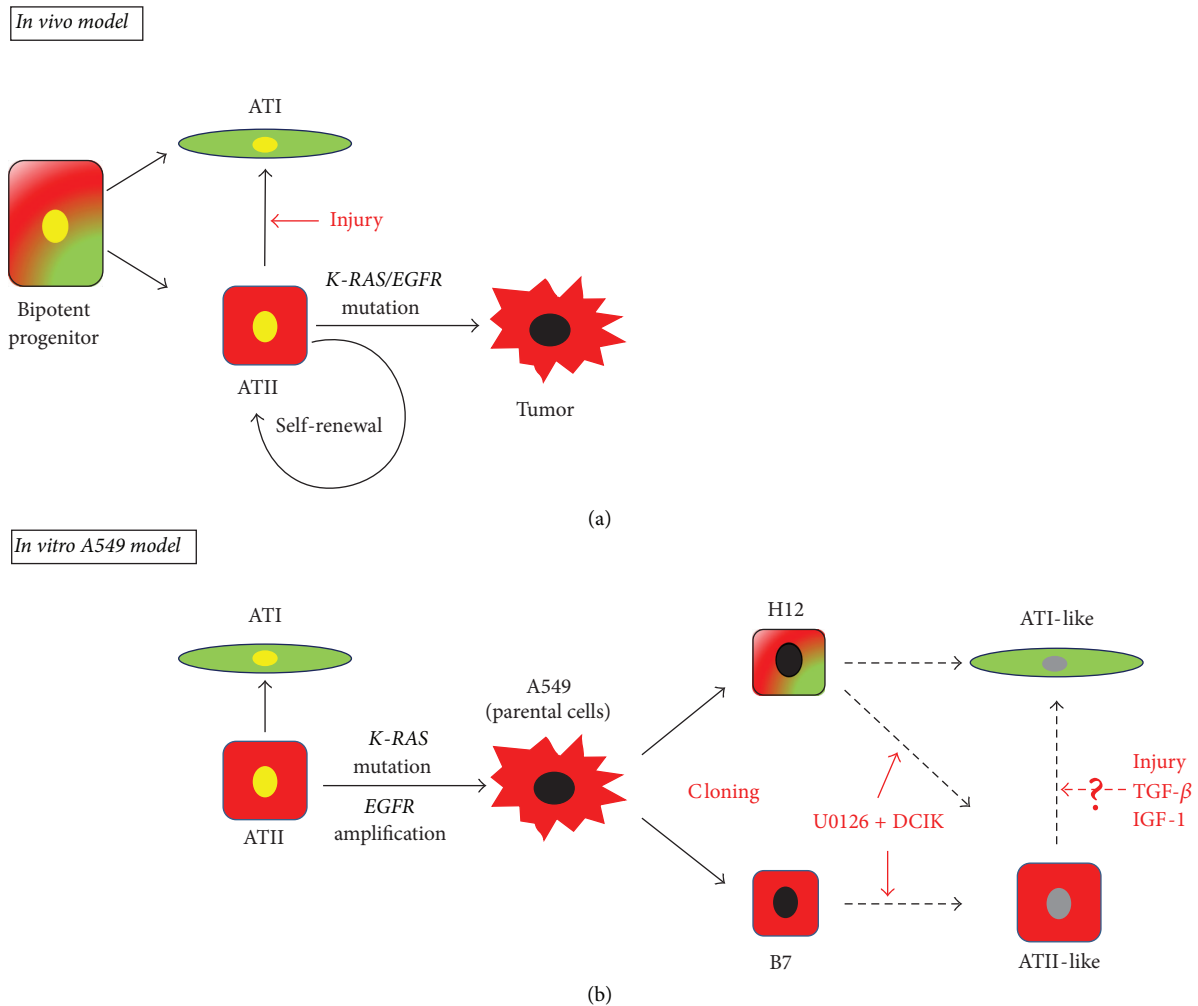 In vivo model
ATI
Injury
Bipotent
progenitor
K-RAS/EGFR
mutation
ATII
Self-renewal
Tumor
(a)
In vitro A549 model
ATI
H12
ATI-like
A549
(parental cells)
K-RAS
mutation
EGFR
amplification
ATII
Cloning
U0126 + DCIK
?
Injury
TGF-β
IGF-1
B7
ATII-like
(b)